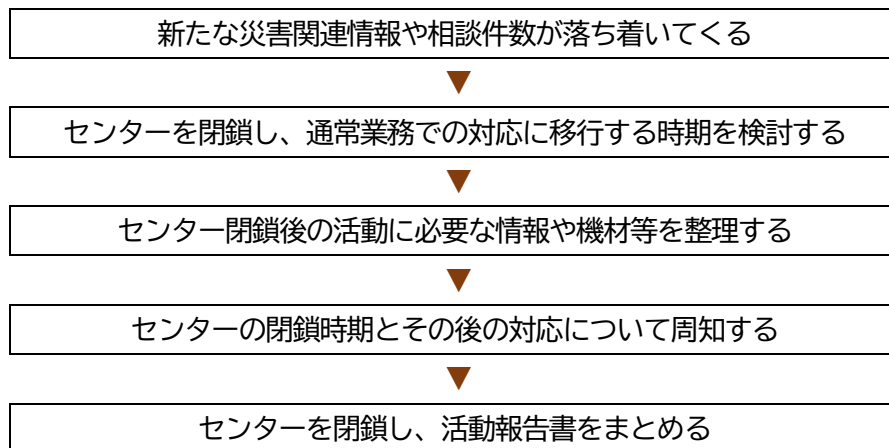 新たな災害関連情報や相談件数が落ち着いてくる
センターを閉鎖し、通常業務での対応に移行する時期を検討する
センター閉鎖後の活動に必要な情報や機材等を整理する
センターの閉鎖時期とその後の対応について周知する
センターを閉鎖し、活動報告書をまとめる